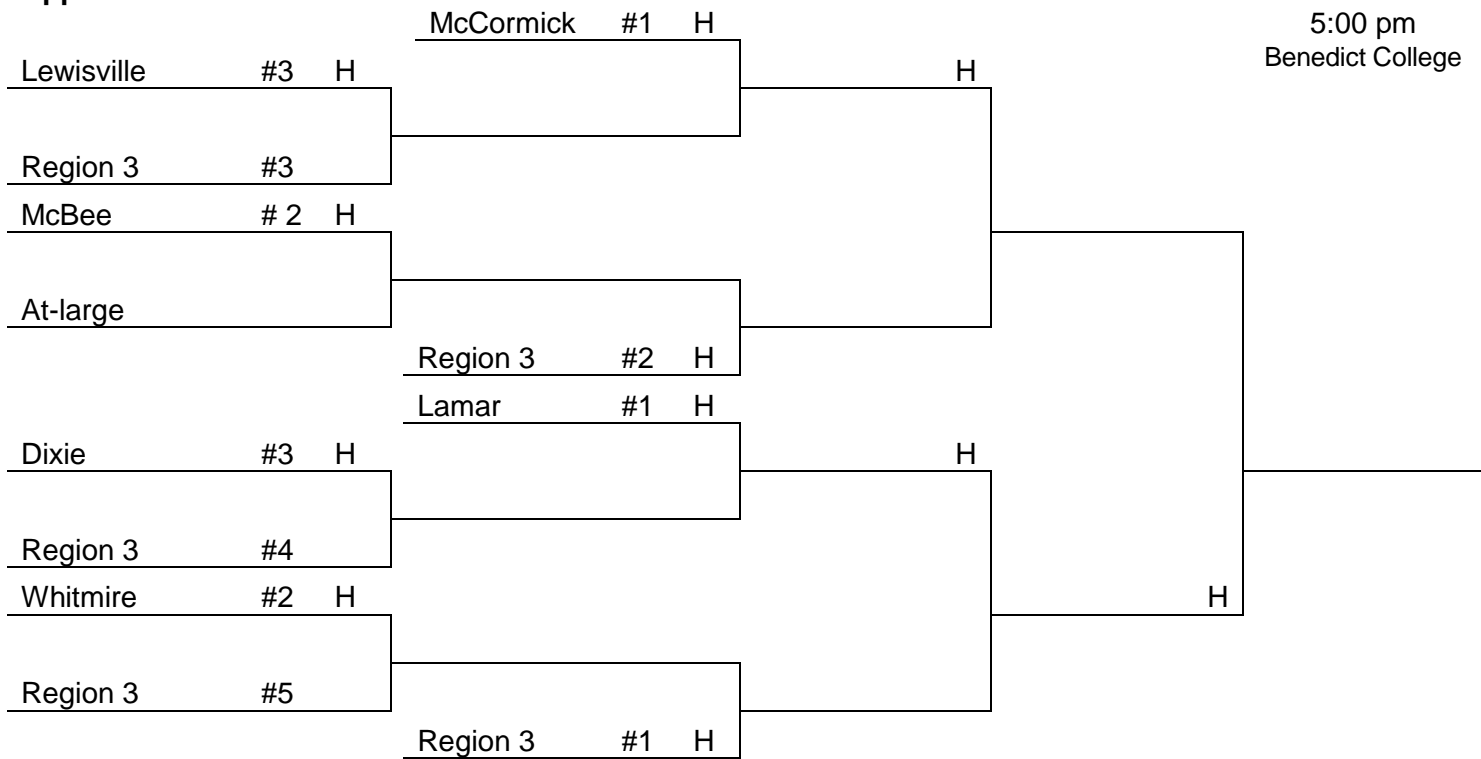 McCormick #1 H
5:00 pm
Lewisville #3 H
H
Benedict College
Region 3 #3
McBee # 2 H
At-large
Region 3 #2 H
Lamar #1 H
Dixie #3 H
H
Region 3 #4
Whitmire #2 H
H
Region 3 #5
Region 3 #1 H